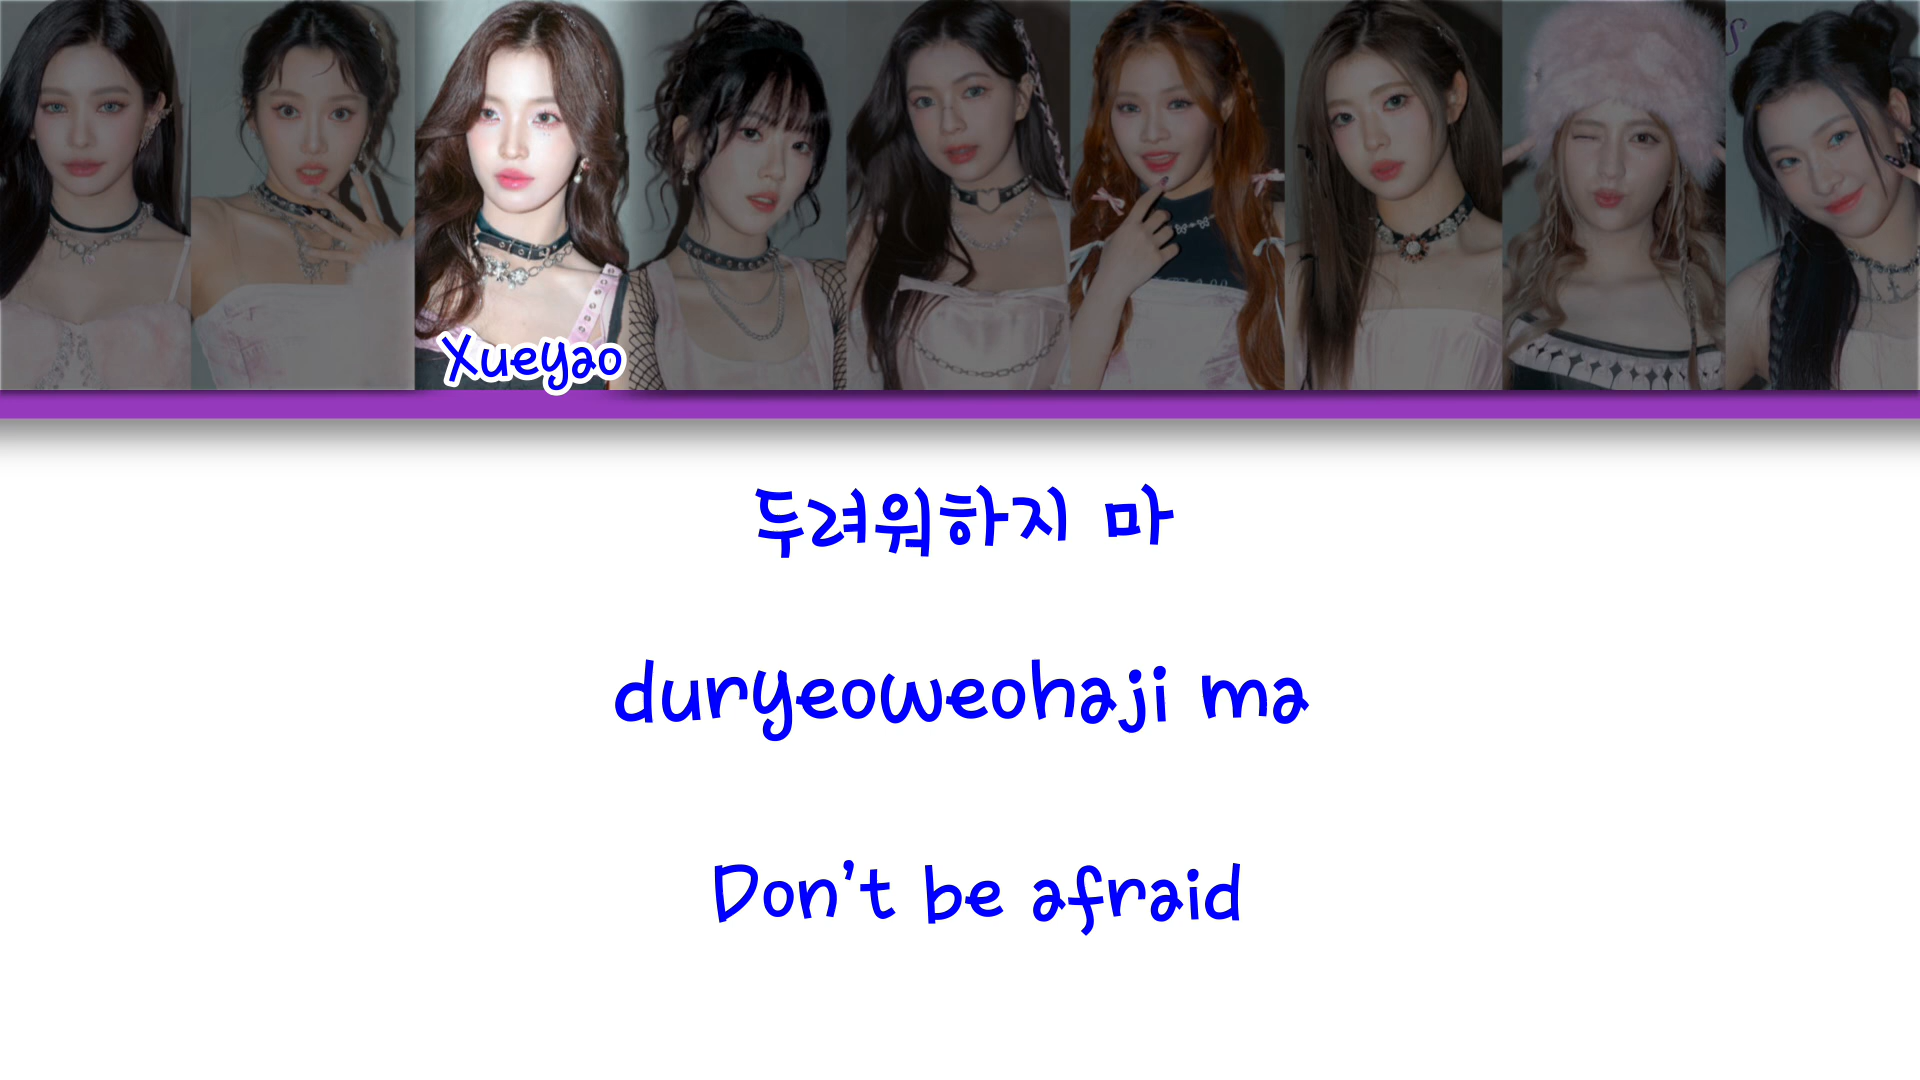 Xueyao
두려워하지 마
duryeoweohaji ma
Don't be afraid